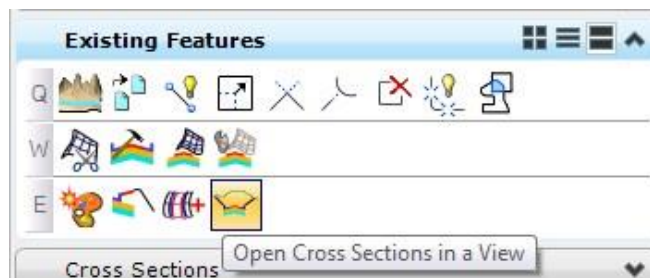 Existing Features
Q
W
E
Open Cross Sections in a View
Cross Sections